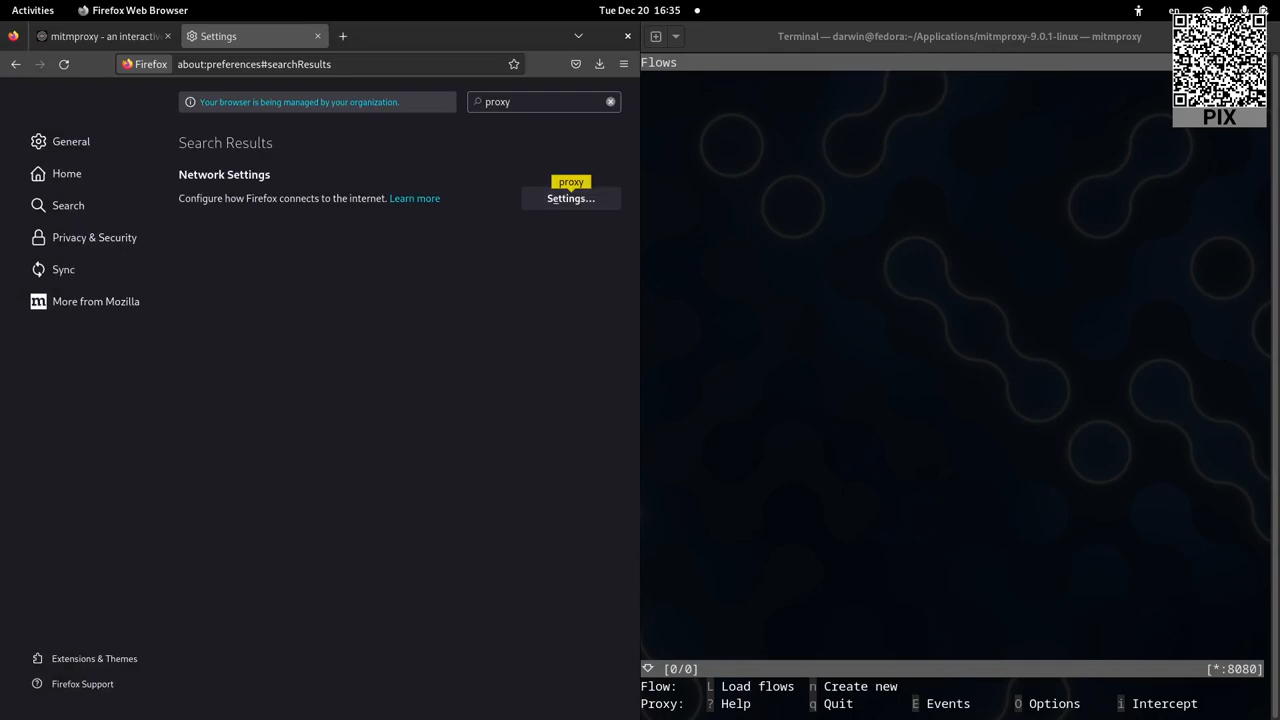 Activities Firefox Web Browser Tue Dec 20 16:35 en
mitmproxy - an interactiv Settings
Terminal — darwin@fedora:~/Applications/mitmproxy-9.0.1-linux — mitmproxy
Firefox about:preferences#searchResults
Flows
Your browser is being managed by your organization. proxy
PIX
General
Search Results
Home
Network Settings
proxy
Configure how Firefox connects to the internet. Learn more Settings...
Search
Privacy & Security
Sync
m More from Mozilla
Extensions & Themes
Firefox Support
[0/0] [*:8080]
Flow: L Load flows n Create new
Proxy: ? Help q Quit E Events O Options i Intercept